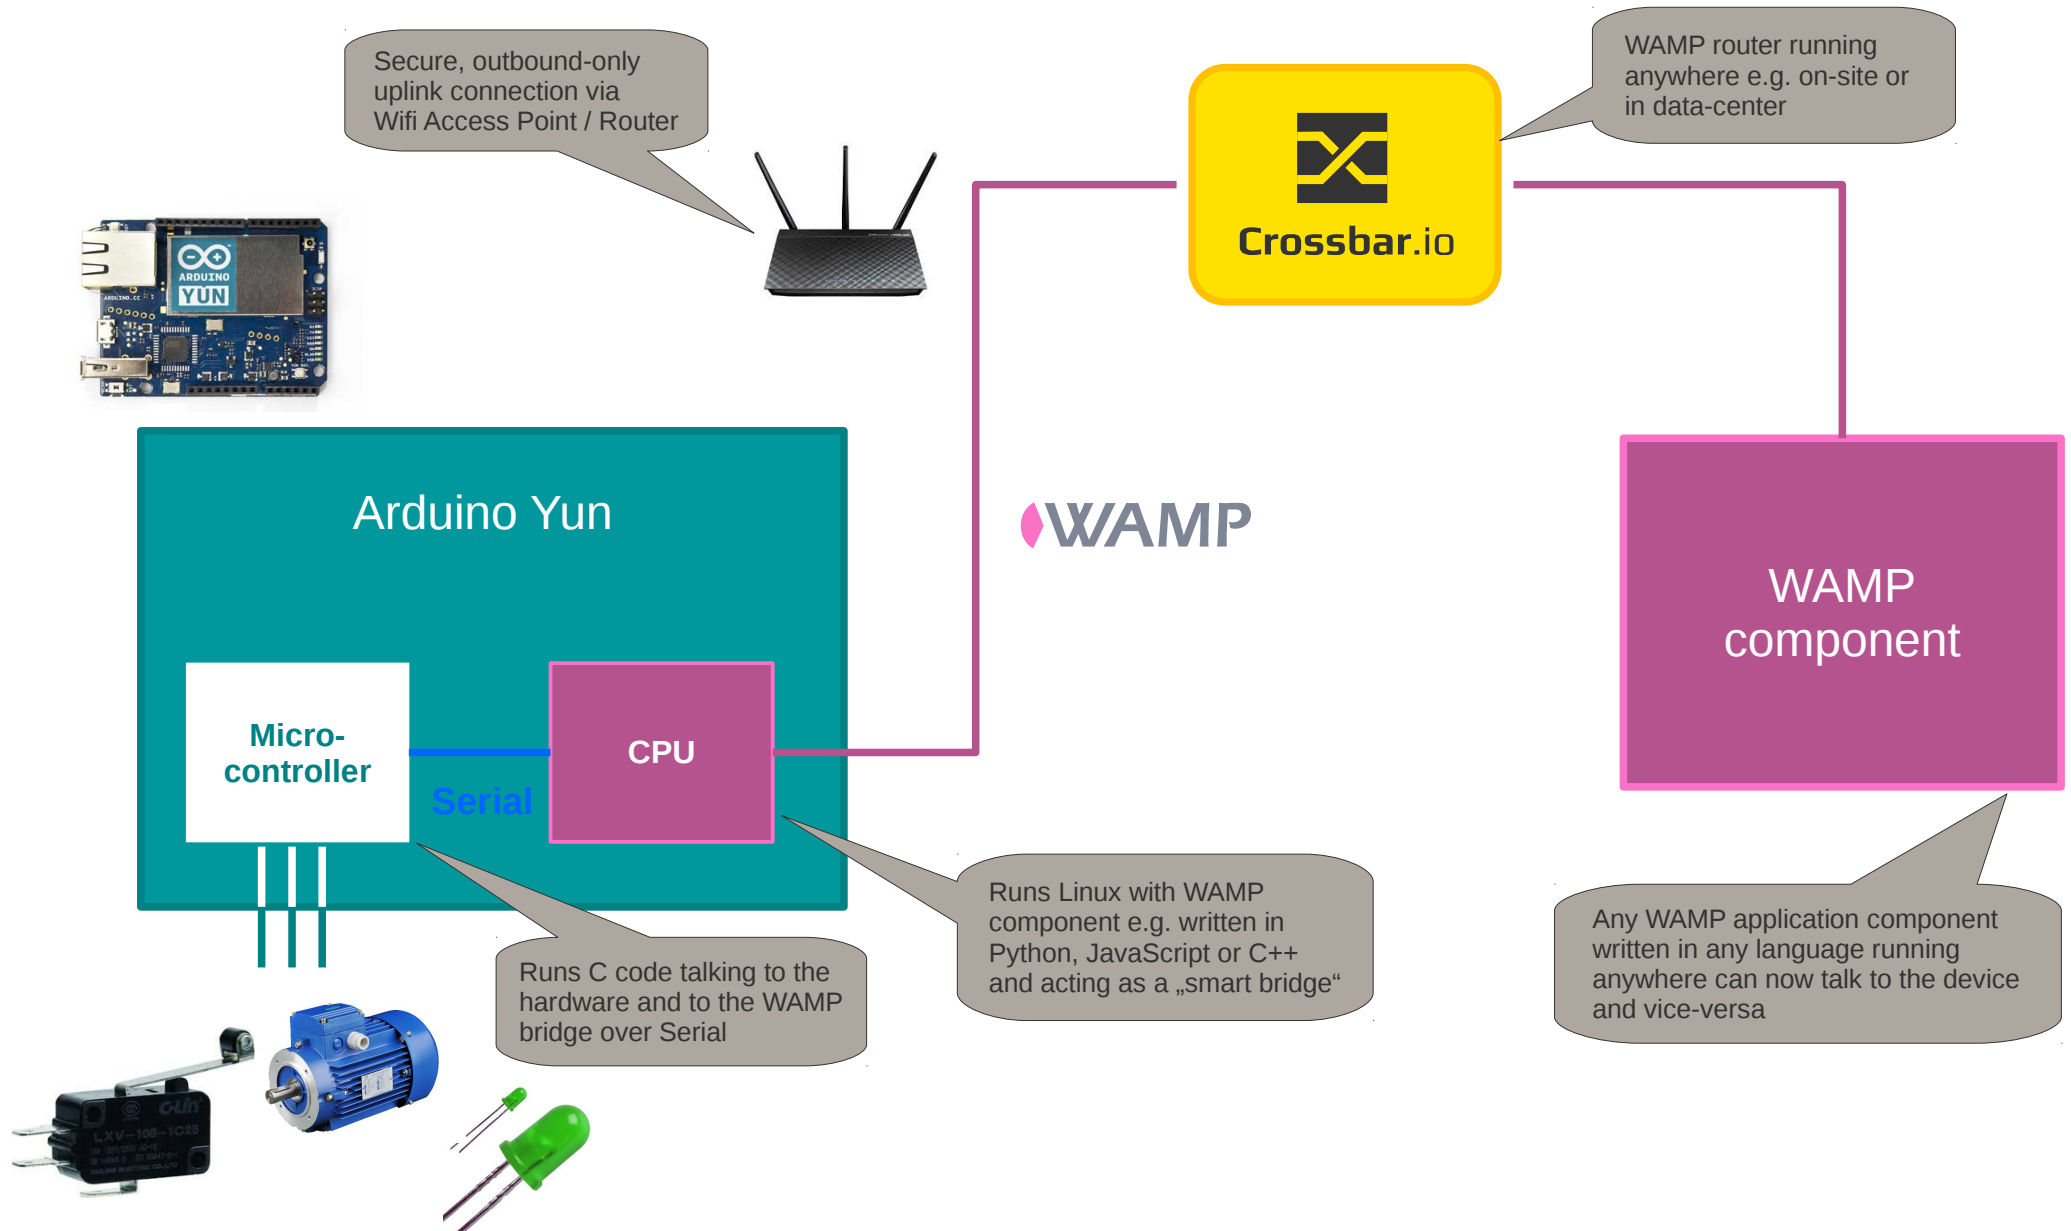 Secure, outbound-only
uplink connection via
Wifi Access Point / Router
WAMP router running
anywhere e.g. on-site or
in data-center
Crossbar.io
ARDUINO
YÚN
ARDUINO.CC
Arduino Yun
WAMP
WAMP
component
Micro-
controller
Serial
CPU
Runs Linux with WAMP
component e.g. written in
Python, JavaScript or C++
and acting as a „smart bridge“
Any WAMP application component
written in any language running
anywhere can now talk to the device
and vice-versa
Runs C code talking to the
hardware and to the WAMP
bridge over Serial